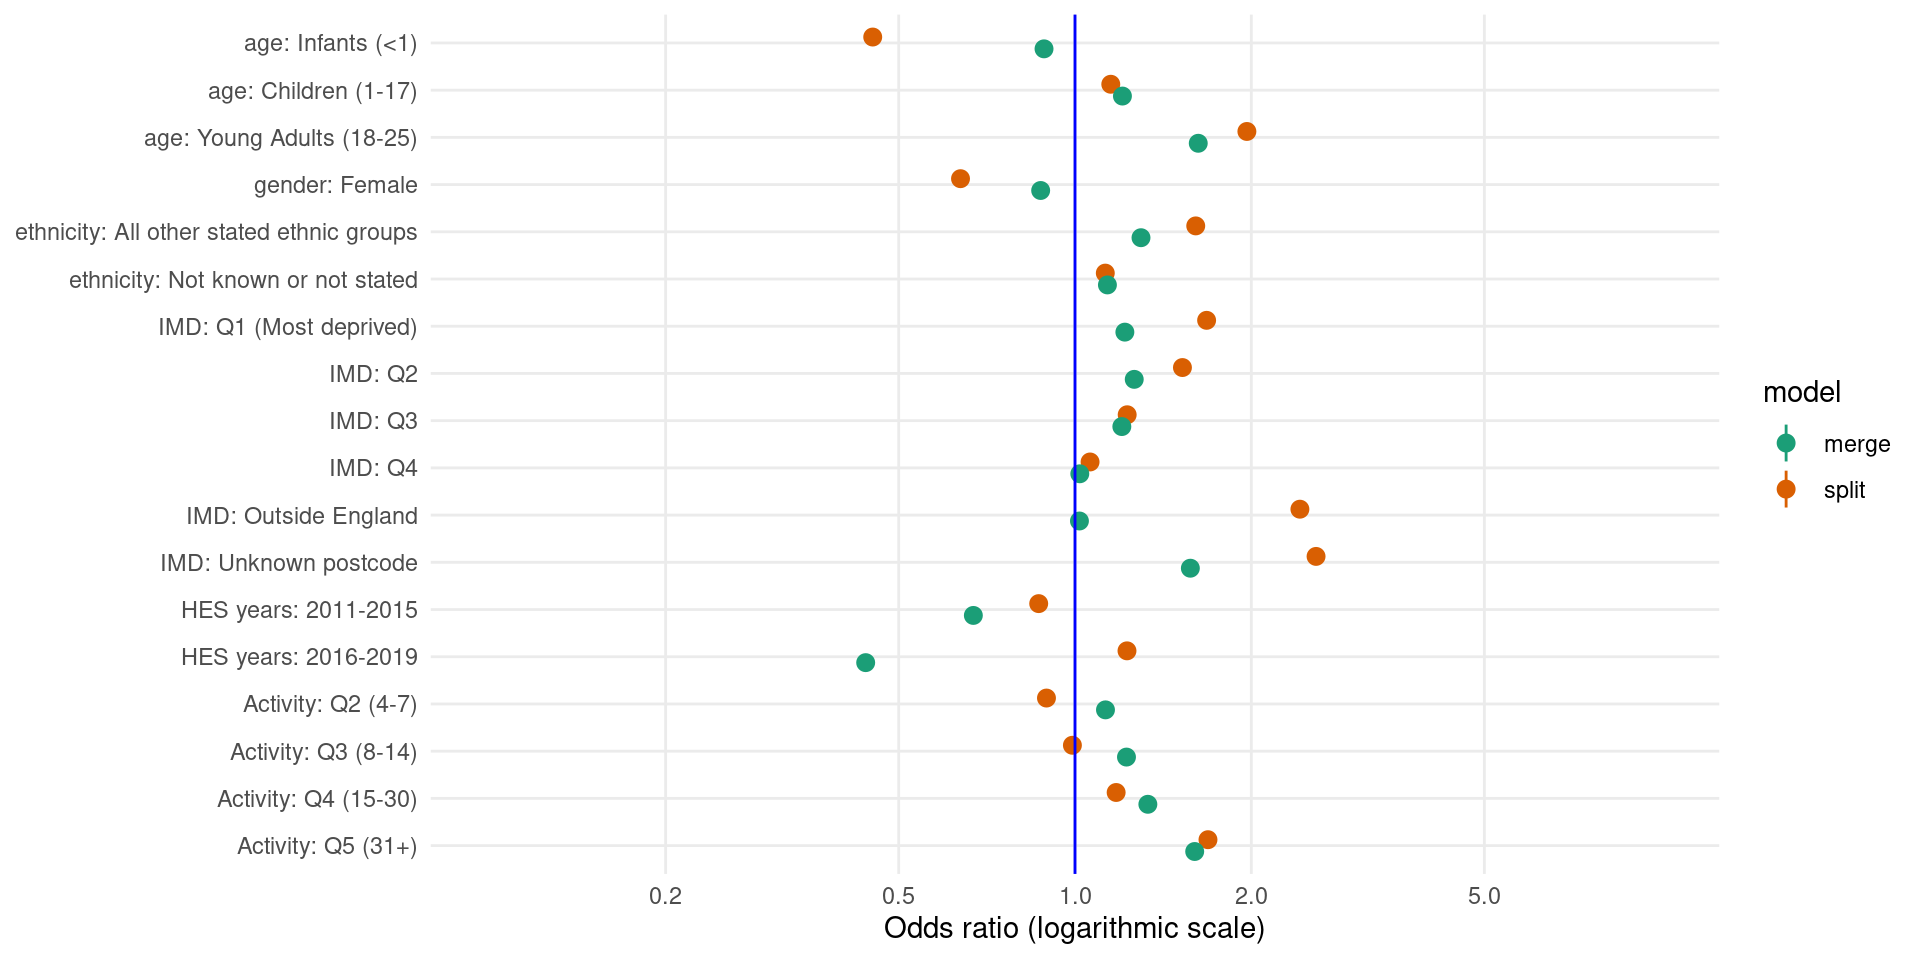 age: Infants (<1)
age: Children (1-17)
age: Young Adults (18-25)
gender: Female
ethnicity: All other stated ethnic groups
ethnicity: Not known or not stated
IMD: Q1 (Most deprived)
IMD: Q2
IMD: Q3
IMD: Q4
IMD: Outside England
IMD: Unknown postcode
HES years: 2011-2015
HES years: 2016-2019
Activity: Q2 (4-7)
Activity: Q3 (8-14)
Activity: Q4 (15-30)
Activity: Q5 (31+)
0.2 0.5 1.0 2.0 5.0
Odds ratio (logarithmic scale)
model
merge
split